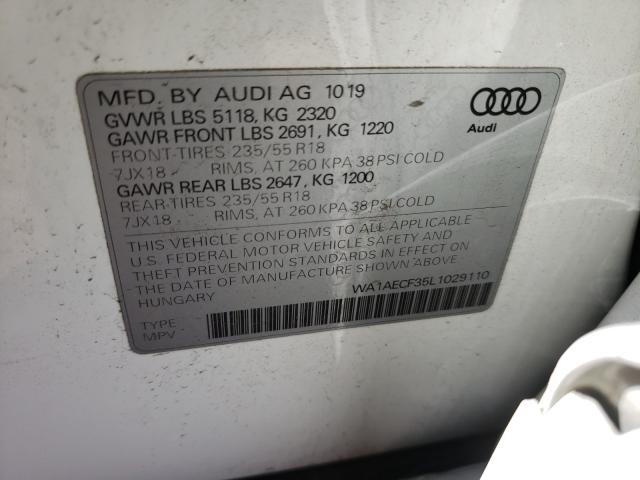 MFD. BY AUDI AG 10 19
GVWR LBS 5118, KG 2320
GAWR FRONT LBS 2691, KG 1220
FRONT-TIRES 235/55 R18
7JX18 RIMS, AT 260 KPA 38 PSI COLD
GAWR REAR LBS 2647, KG 1200
REAR-TIRES 235/55 R18
7JX18 RIMS, AT 260 KPA 38 PSI COLD
Audi
THIS VEHICLE CONFORMS TO ALL APPLICABLE
U.S. FEDERAL MOTOR VEHICLE SAFETY AND
THEFT PREVENTION STANDARDS IN EFFECT ON
THE DATE OF MANUFACTURE SHOWN ABOVE.
HUNGARY
WA1AECF35L1029110
TYPE
MPV